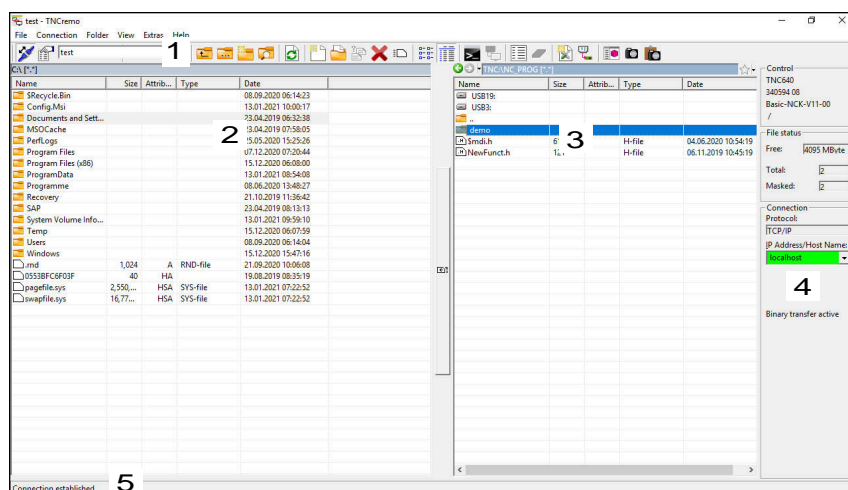 test - TNCremo
File Connection Folder View Extras Help
test
1
C:\ [*.*]
Name Size Attrib... Type Date
$Recycle.Bin 08.09.2020 06:14:23
Config.Msi 13.01.2021 10:00:17
Documents and Sett... 23.04.2019 06:32:38
MSOCache 23.04.2019 07:58:05
PerfLogs 25.05.2020 15:25:26
Program Files 07.12.2020 07:20:44
Program Files (x86) 15.12.2020 06:08:00
ProgramData 13.01.2021 08:54:08
Programme 08.06.2020 13:48:27
Recovery 21.10.2019 11:36:42
SAP 23.04.2019 08:13:13
System Volume Info... 13.01.2021 09:59:10
Temp 15.12.2020 06:07:59
Users 08.09.2020 06:14:04
Windows 15.12.2020 15:47:16
.rnd 1,024 A RND-file 21.09.2020 10:06:08
0553BFC6F03F 40 HA 19.08.2019 08:35:19
pagefile.sys 2,550,... HSA SYS-file 13.01.2021 07:22:52
swapfile.sys 16,77... HSA SYS-file 13.01.2021 07:22:52
2
TNC:\NC_PROG [*.*]
Name Size Attrib... Type Date
USB19:
USB3:
..
demo
$mdi.h H-file 04.06.2020 10:54:19
NewFunct.h H-file 06.11.2019 10:45:19
3
Control
TNC640
340594 08
Basic-NCK-V11-00
/
File status
Free: 4095 MByte
Total: 2
Masked: 2
Connection
Protocol:
TCP/IP
IP Address/Host Name:
localhost
4
Binary transfer active
Connection established
5